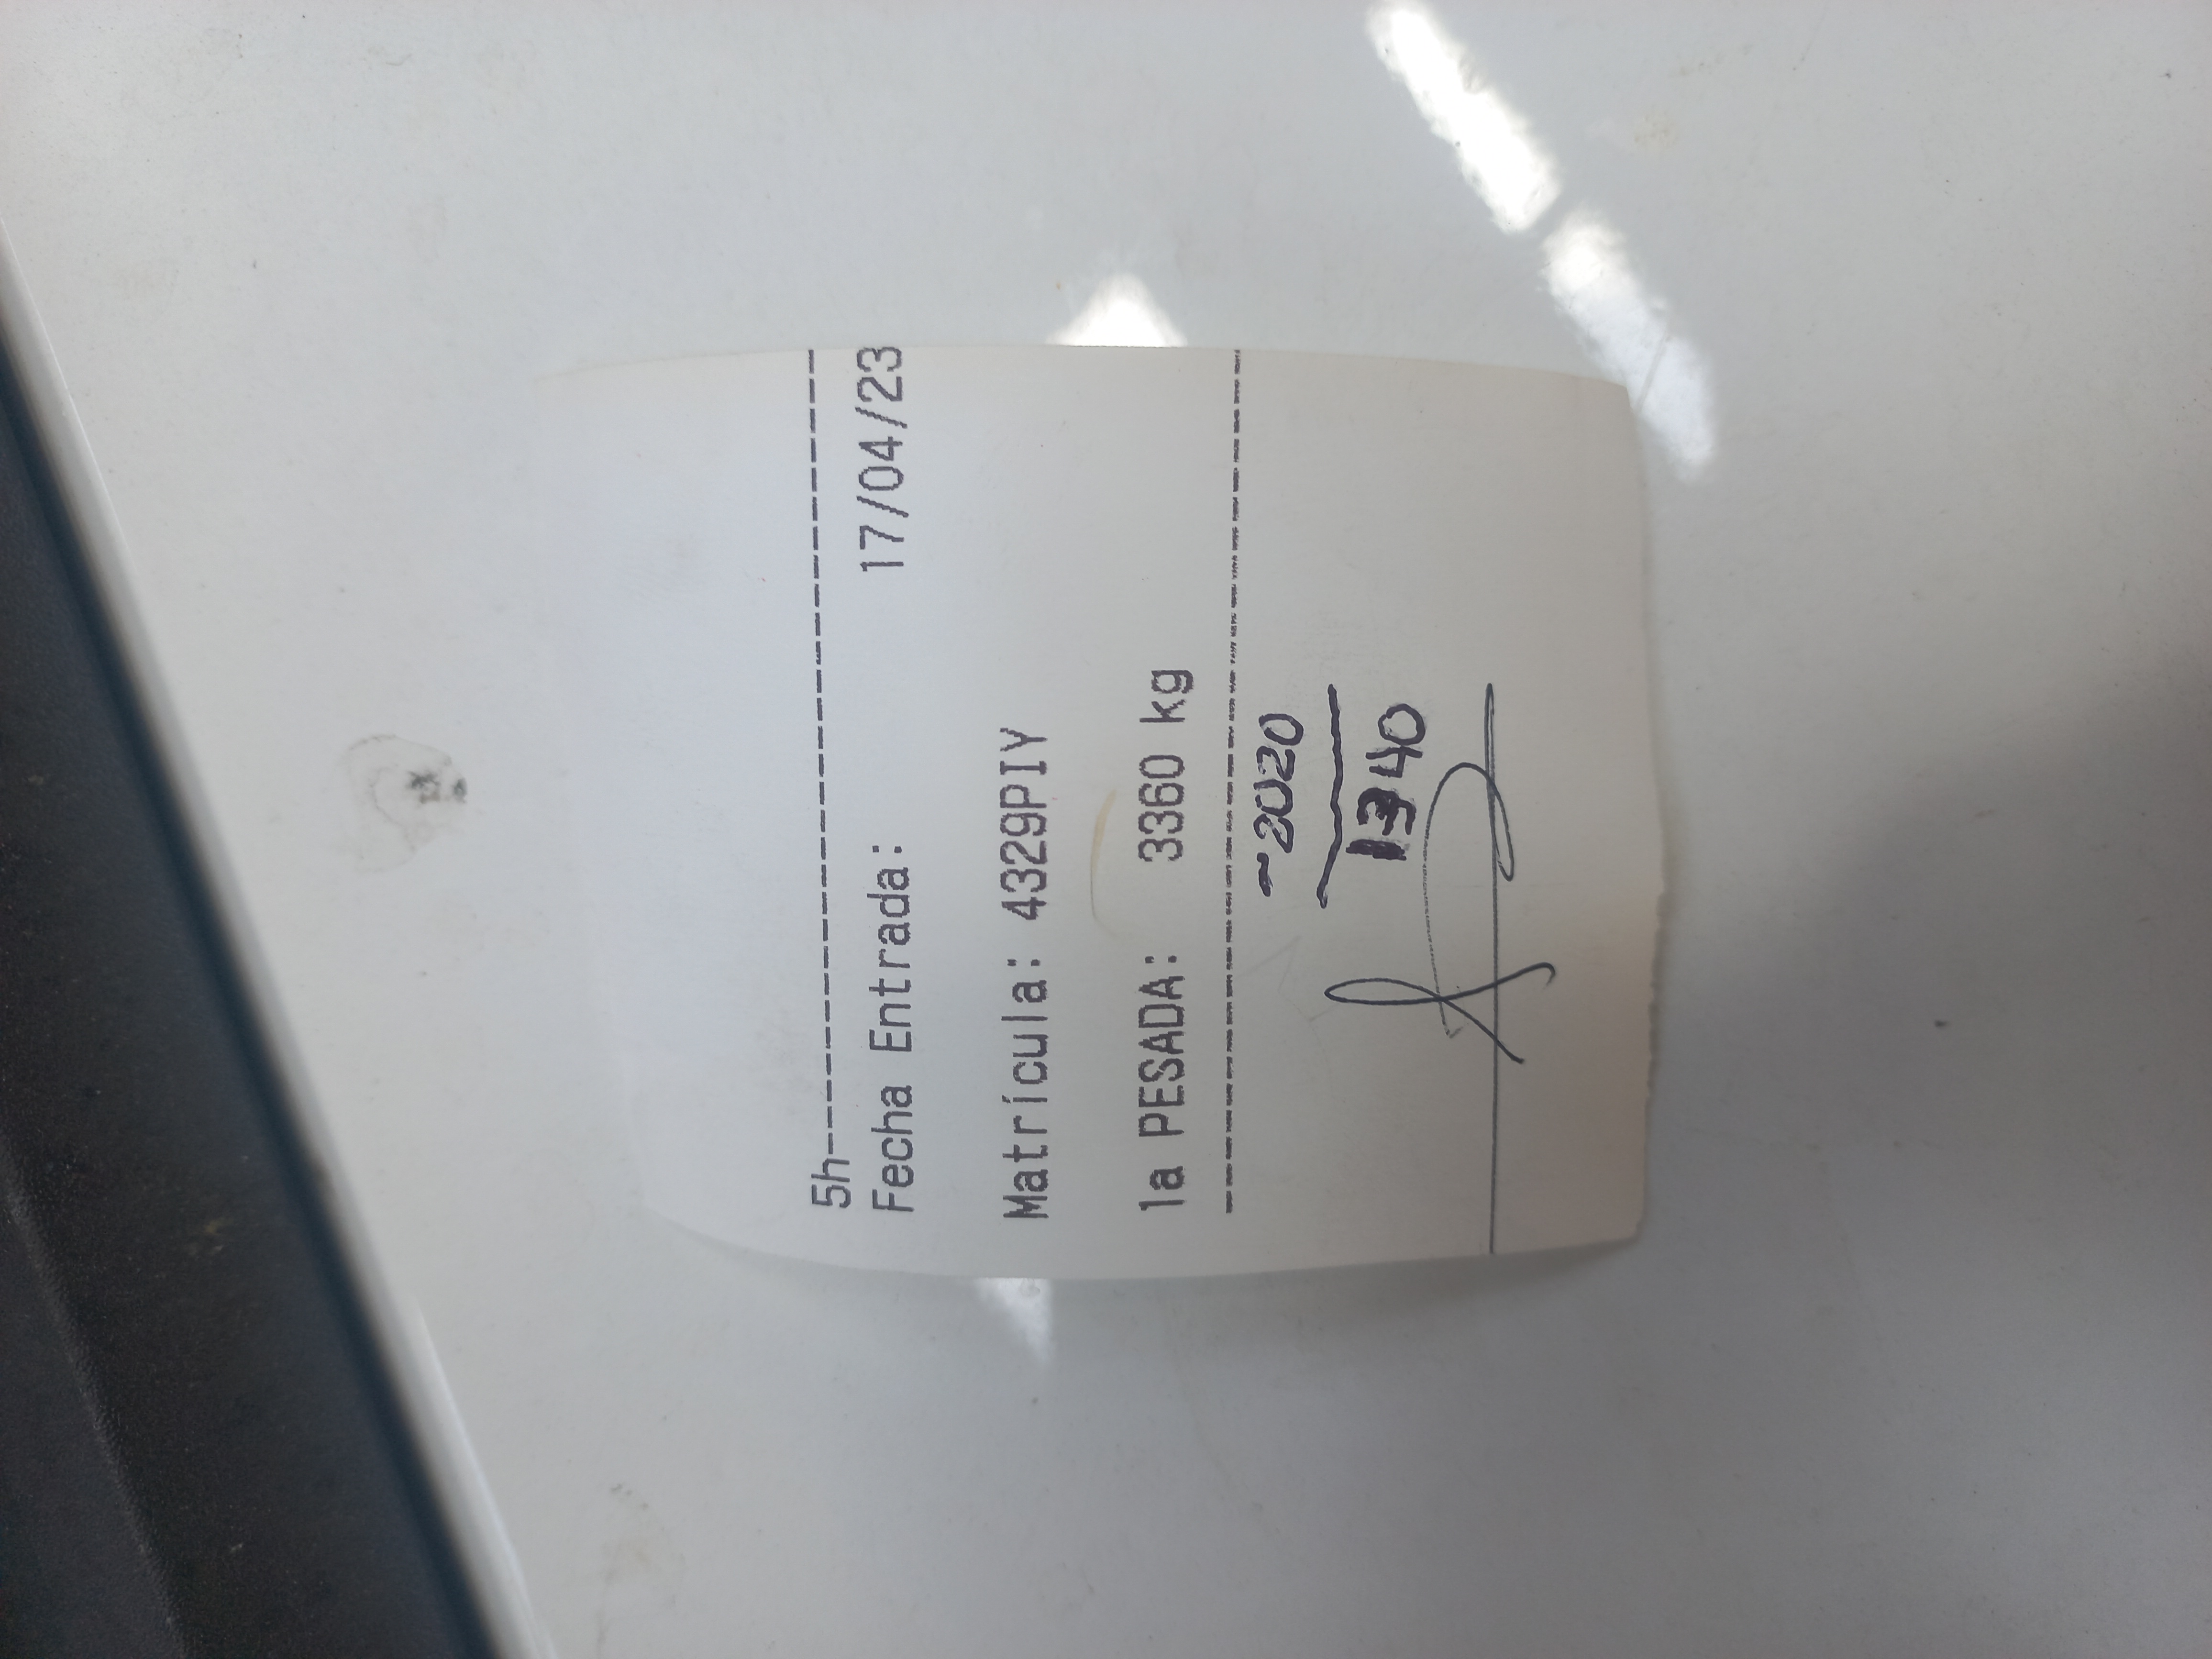 5h--------------------------------
Fecha Entrada: 17/04/23
Matrícula: 4329PIY
1a PESADA: 3360 kg
----------------------------------
-2020
1340